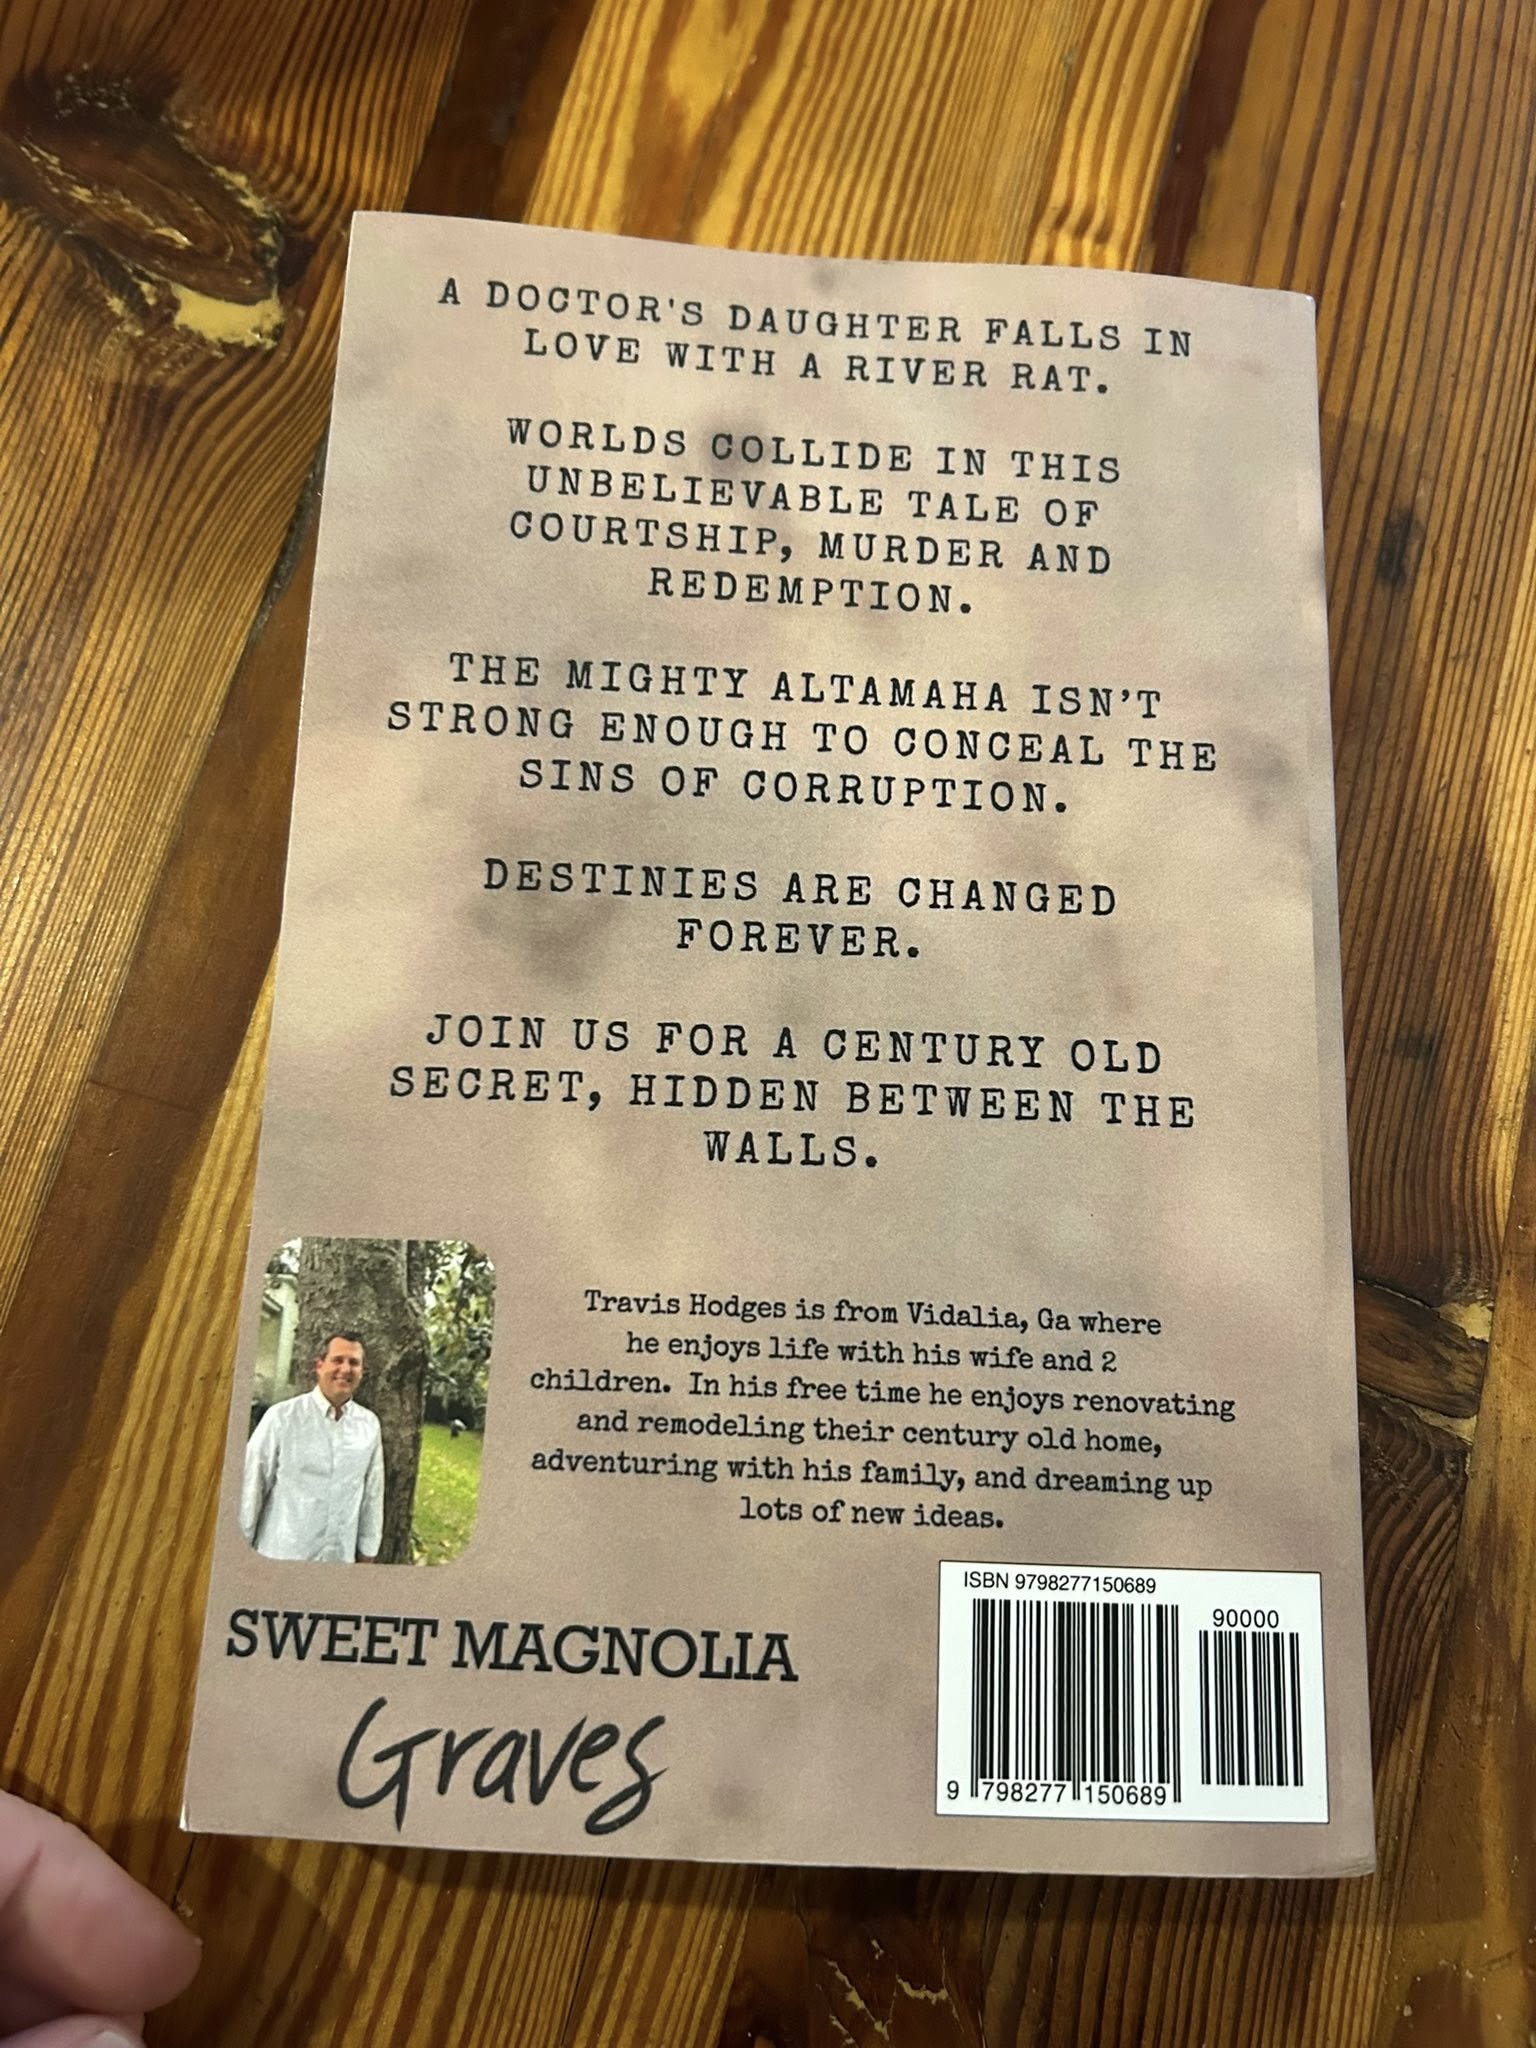 A DOCTOR'S DAUGHTER FALLS IN
LOVE WITH A RIVER RAT.
WORLDS COLLIDE IN THIS
UNBELIEVABLE TALE OF
COURTSHIP, MURDER AND
REDEMPTION.
THE MIGHTY ALTAMAHA ISN’T
STRONG ENOUGH TO CONCEAL THE
SINS OF CORRUPTION.
DESTINIES ARE CHANGED
FOREVER.
JOIN US FOR A CENTURY OLD
SECRET, HIDDEN BETWEEN THE
WALLS.
Travis Hodges is from Vidalia, Ga where
he enjoys life with his wife and 2
children. In his free time he enjoys renovating
and remodeling their century old home,
adventuring with his family, and dreaming up
lots of new ideas.
SWEET MAGNOLIA
Graves
ISBN 9798277150689
90000
9 798277 150689